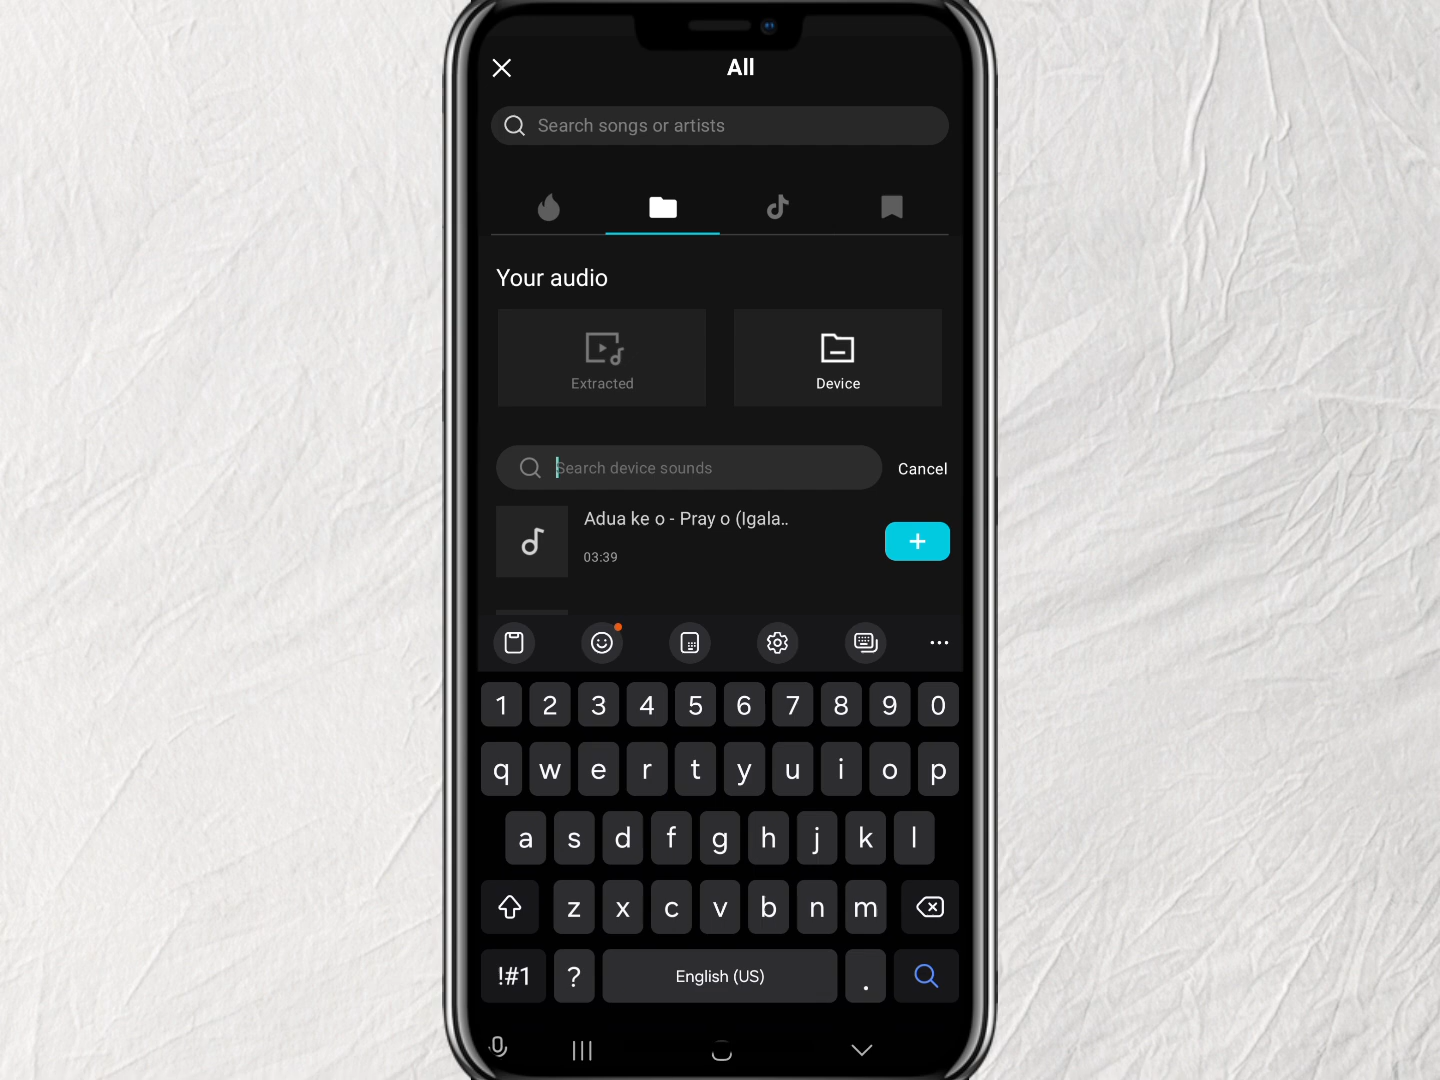 All
Search songs or artists
Your audio
Extracted
Device
Search device sounds
Cancel
Adua ke o - Pray o (Igala..
03:39
+
1 2 3 4 5 6 7 8 9 0
q w e r t y u i o p
a s d f g h j k l
z x c v b n m
!#1 ? English (US) .